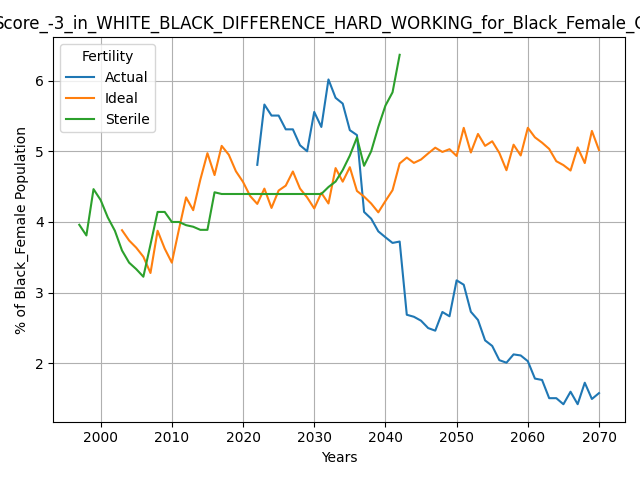 Score_-3_in_WHITE_BLACK_DIFFERENCE_HARD_WORKING_for_Black_Female_
Fertility
Actual
Ideal
Sterile
% of Black_Female Population
6
5
4
3
2
2000 2010 2020 2030 2040 2050 2060 2070
Years